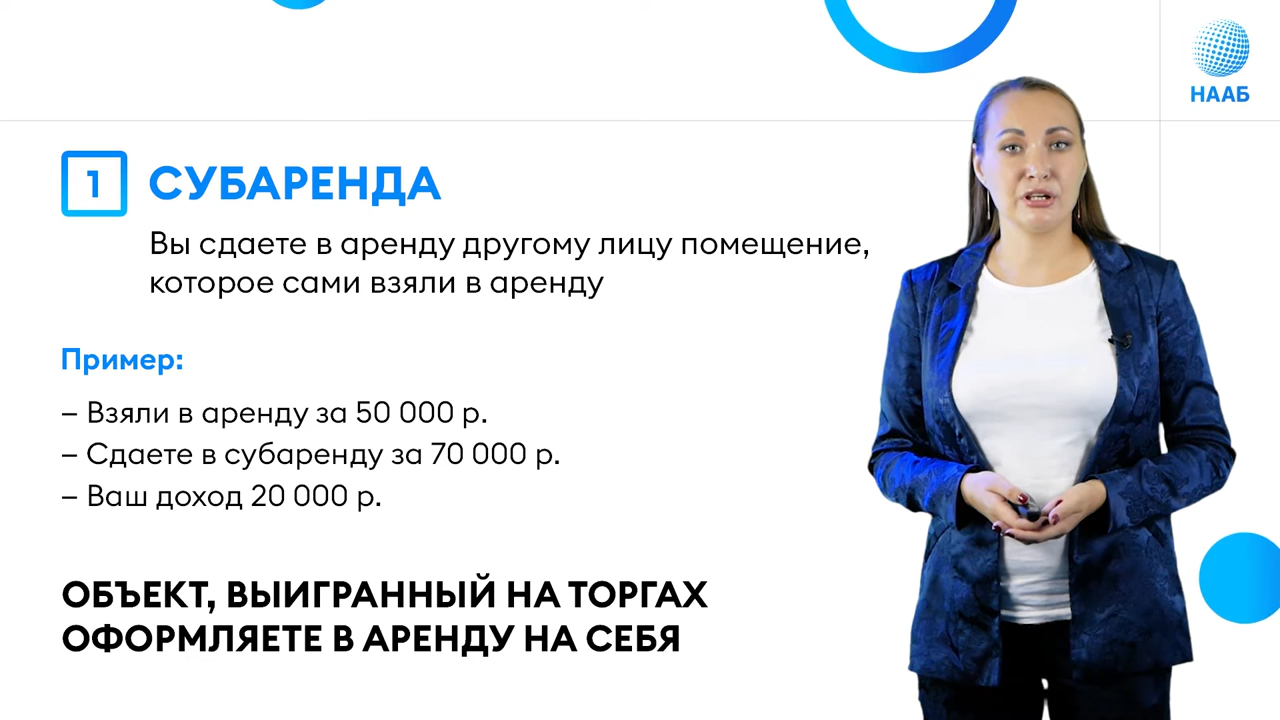 НААБ
1 СУБАРЕНДА
Вы сдаете в аренду другому лицу помещение,
которое сами взяли в аренду
Пример:
– Взяли в аренду за 50 000 р.
– Сдаете в субаренду за 70 000 р.
– Ваш доход 20 000 р.
ОБЪЕКТ, ВЫИГРАННЫЙ НА ТОРГАХ
ОФОРМЛЯЕТЕ В АРЕНДУ НА СЕБЯ